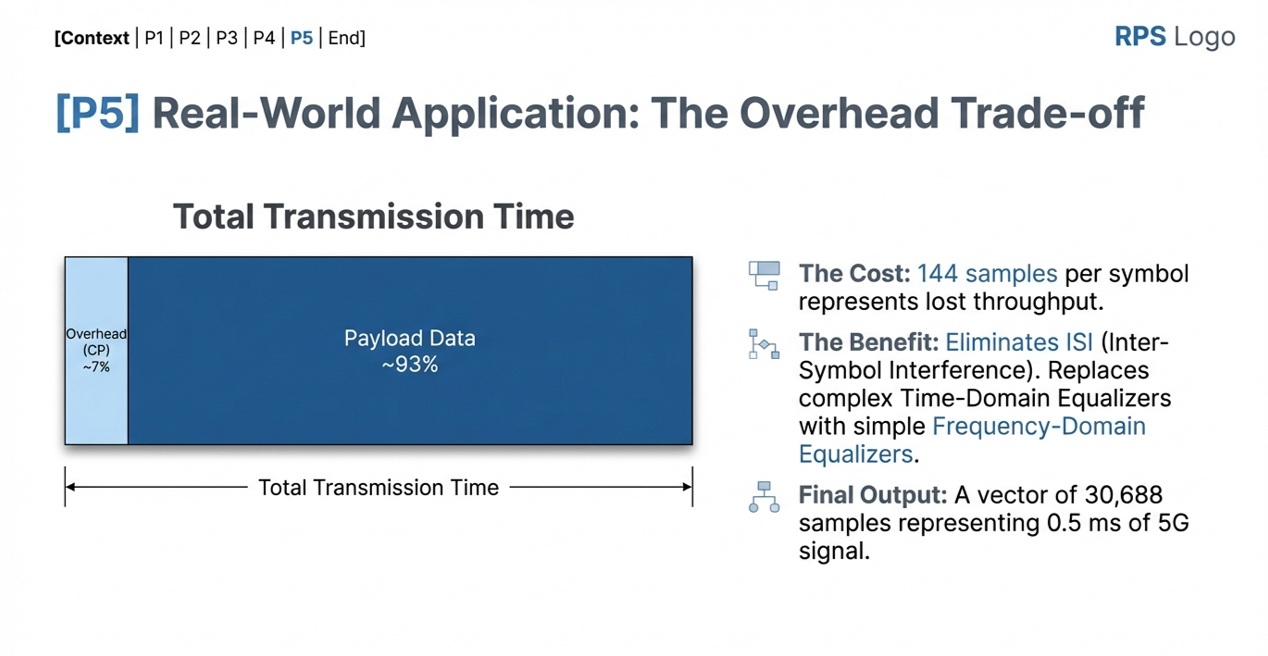 [Context | P1 | P2 | P3 | P4 | P5 | End]
RPS Logo
[P5] Real-World Application: The Overhead Trade-off
Total Transmission Time
Overhead
(CP)
~7%
Payload Data
~93%
Total Transmission Time
The Cost: 144 samples per symbol
represents lost throughput.
The Benefit: Eliminates ISI (Inter-
Symbol Interference). Replaces
complex Time-Domain Equalizers
with simple Frequency-Domain
Equalizers.
Final Output: A vector of 30,688
samples representing 0.5 ms of 5G
signal.